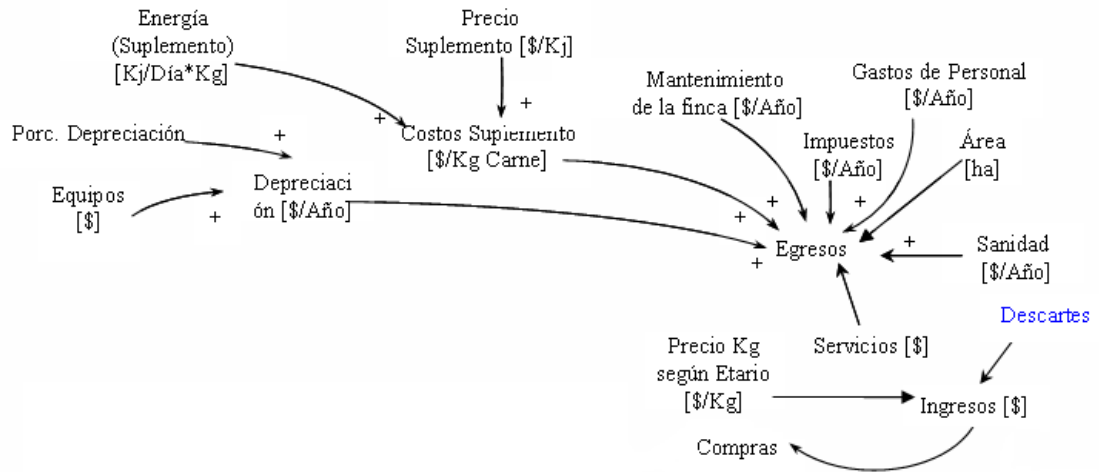 Energía
(Suplemento)
[Kj/Día*Kg]
Precio
Suplemento [$/Kj]
Mantenimiento
de la finca [$/Año]
Gastos de Personal
[$/Año]
Porc. Depreciación
+
+
+
Costos Suplemento
[$/Kg Carne]
Impuestos
[$/Año]
Área
[ha]
Equipos
[$]
+
Depreciaci
ón [$/Año]
+
+
+
+
Egresos
+
Sanidad
[$/Año]
Descartes
Servicios [$]
Precio Kg
según Etario
[$/Kg]
Ingresos [$]
Compras